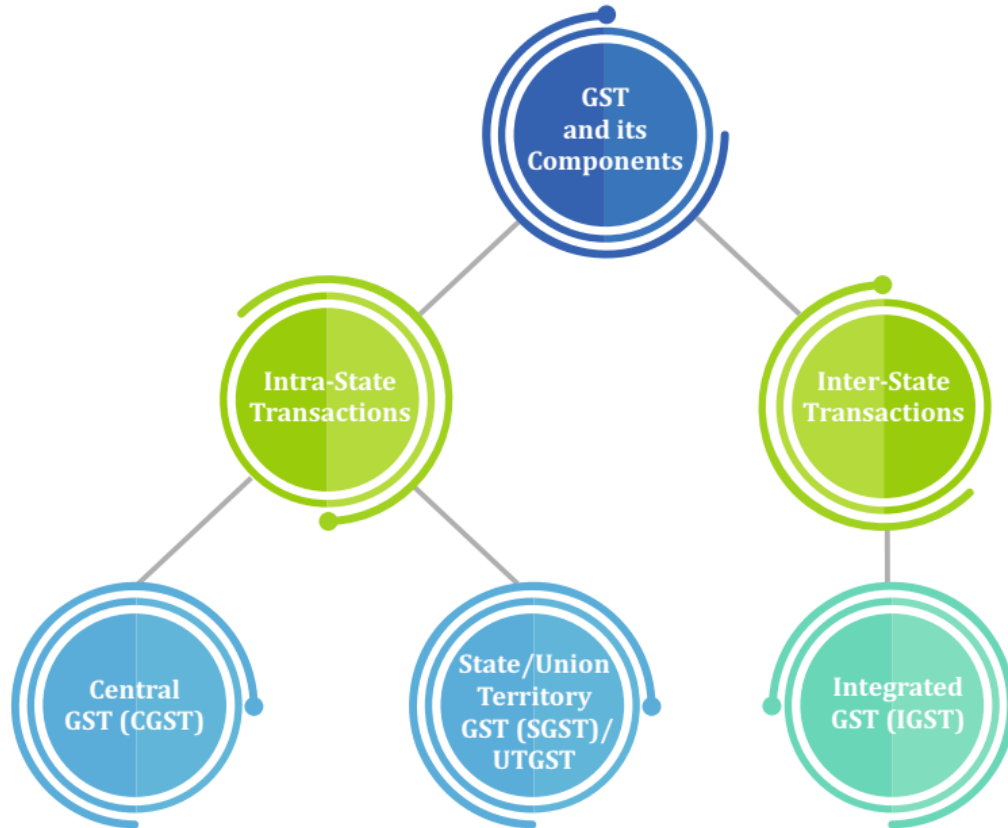 GST
and its
Components
Intra-State
Transactions
Inter-State
Transactions
Central
GST (CGST)
State/Union
Territory
GST (SGST)/
UTGST
Integrated
GST (IGST)